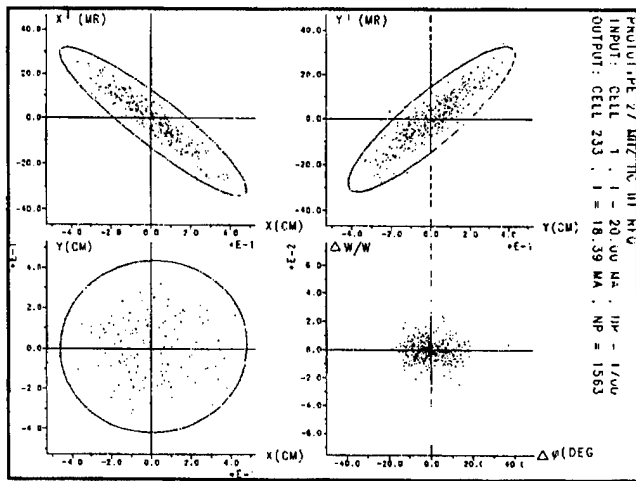 X' (MR)
40.0
20.0
0.0
-20.0
-40.0
-4.0 -2.0 0.0 2.0 4.0
X(CM)
*E-1
Y' (MR)
40.0
20.0
0.0
-20.0
-40.0
-4.0 -2.0 0.0 2.0 4.0
Y(CM)
*E-1
*E-1
Y(CM)
4.0
2.0
0.0
-2.0
-4.0
-4.0 -2.0 0.0 2.0 4.0
X(CM)
*E-1
*E-2
ΔW/W
6.0
4.0
2.0
0.0
-2.0
-4.0
-6.0
-40.0 -20.0 0.0 20.0 40.0
Δφ(DEG
PROTOTYPE 27
INPUT: CELL 1 , I = 20.00 MA , NP = 1700
OUTPUT: CELL 233 , I = 18.39 MA , NP = 1563